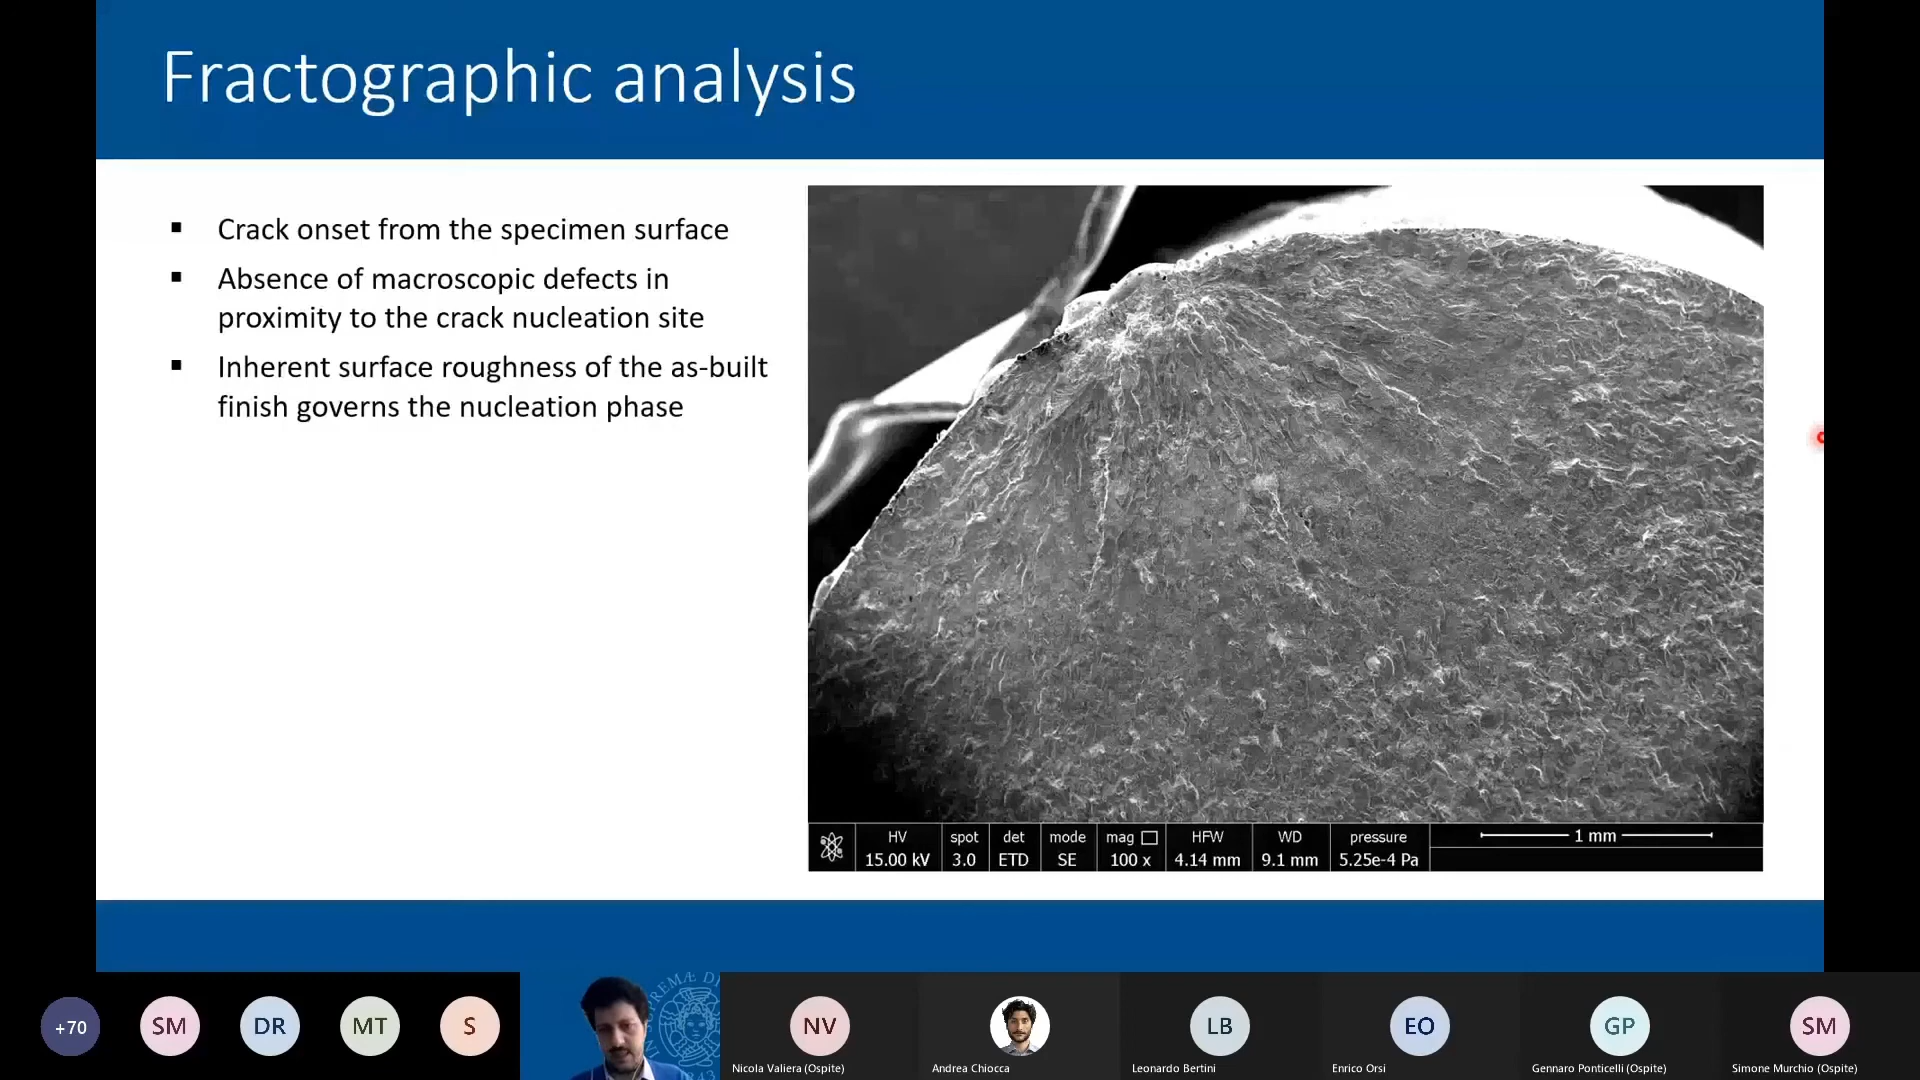 Fractographic analysis
▪ Crack onset from the specimen surface
▪ Absence of macroscopic defects in
proximity to the crack nucleation site
▪ Inherent surface roughness of the as-built
finish governs the nucleation phase
HV spot det mode mag HFW WD pressure 1 mm
15.00 kV 3.0 ETD SE 100 x 4.14 mm 9.1 mm 5.25e-4 Pa
+70 SM DR MT S NV LB EO GP SM
Nicola Valiera (Ospite) Andrea Chiocca Leonardo Bertini Enrico Orsi Gennaro Ponticelli (Ospite) Simone Murchio (Ospite)